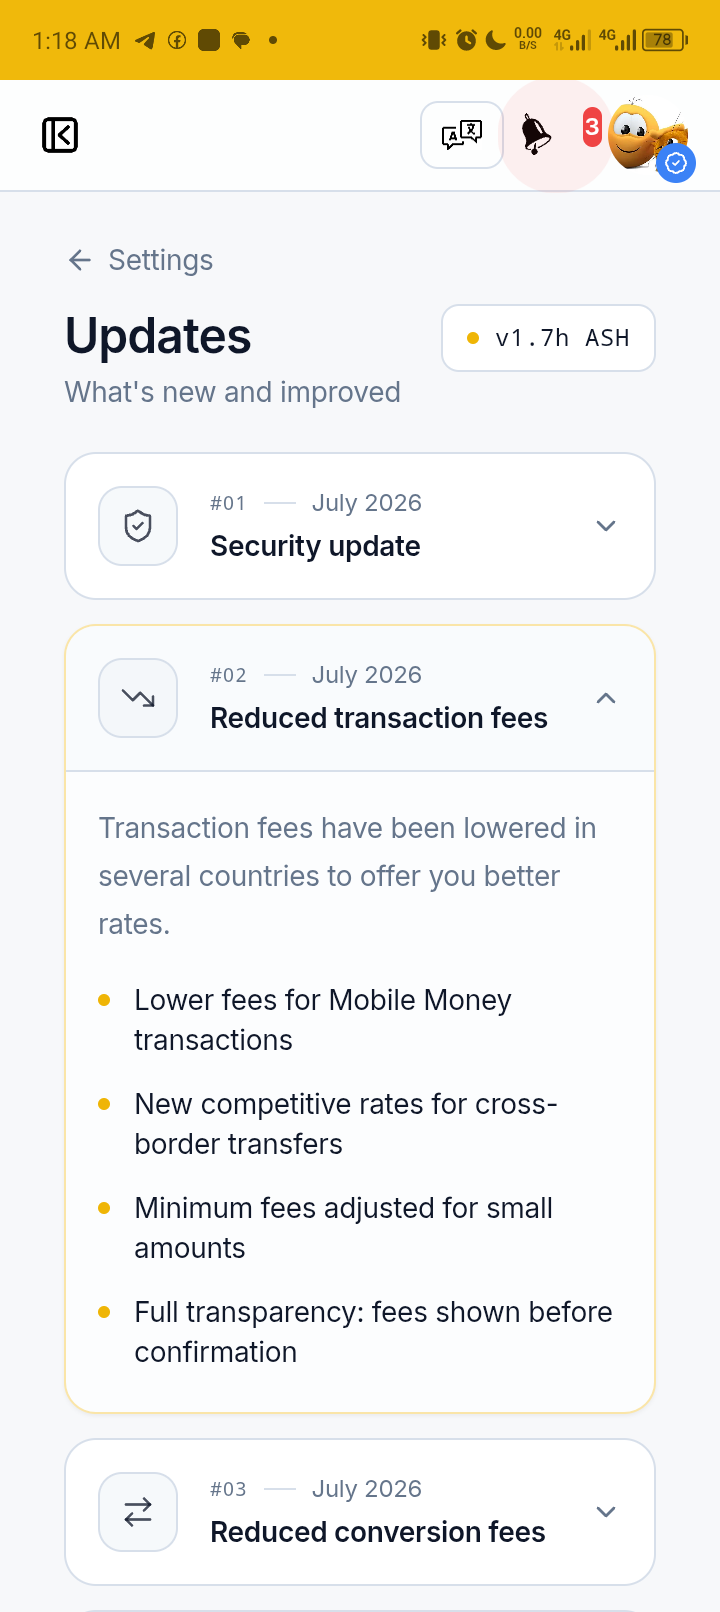 1:18 AM 0.00 B/S 4G 4G 78
A 文 3
Settings
Updates
v1.7h ASH
What's new and improved
#01 — July 2026
Security update
#02 — July 2026
Reduced transaction fees
Transaction fees have been lowered in
several countries to offer you better
rates.
Lower fees for Mobile Money
transactions
New competitive rates for cross-
border transfers
Minimum fees adjusted for small
amounts
Full transparency: fees shown before
confirmation
#03 — July 2026
Reduced conversion fees